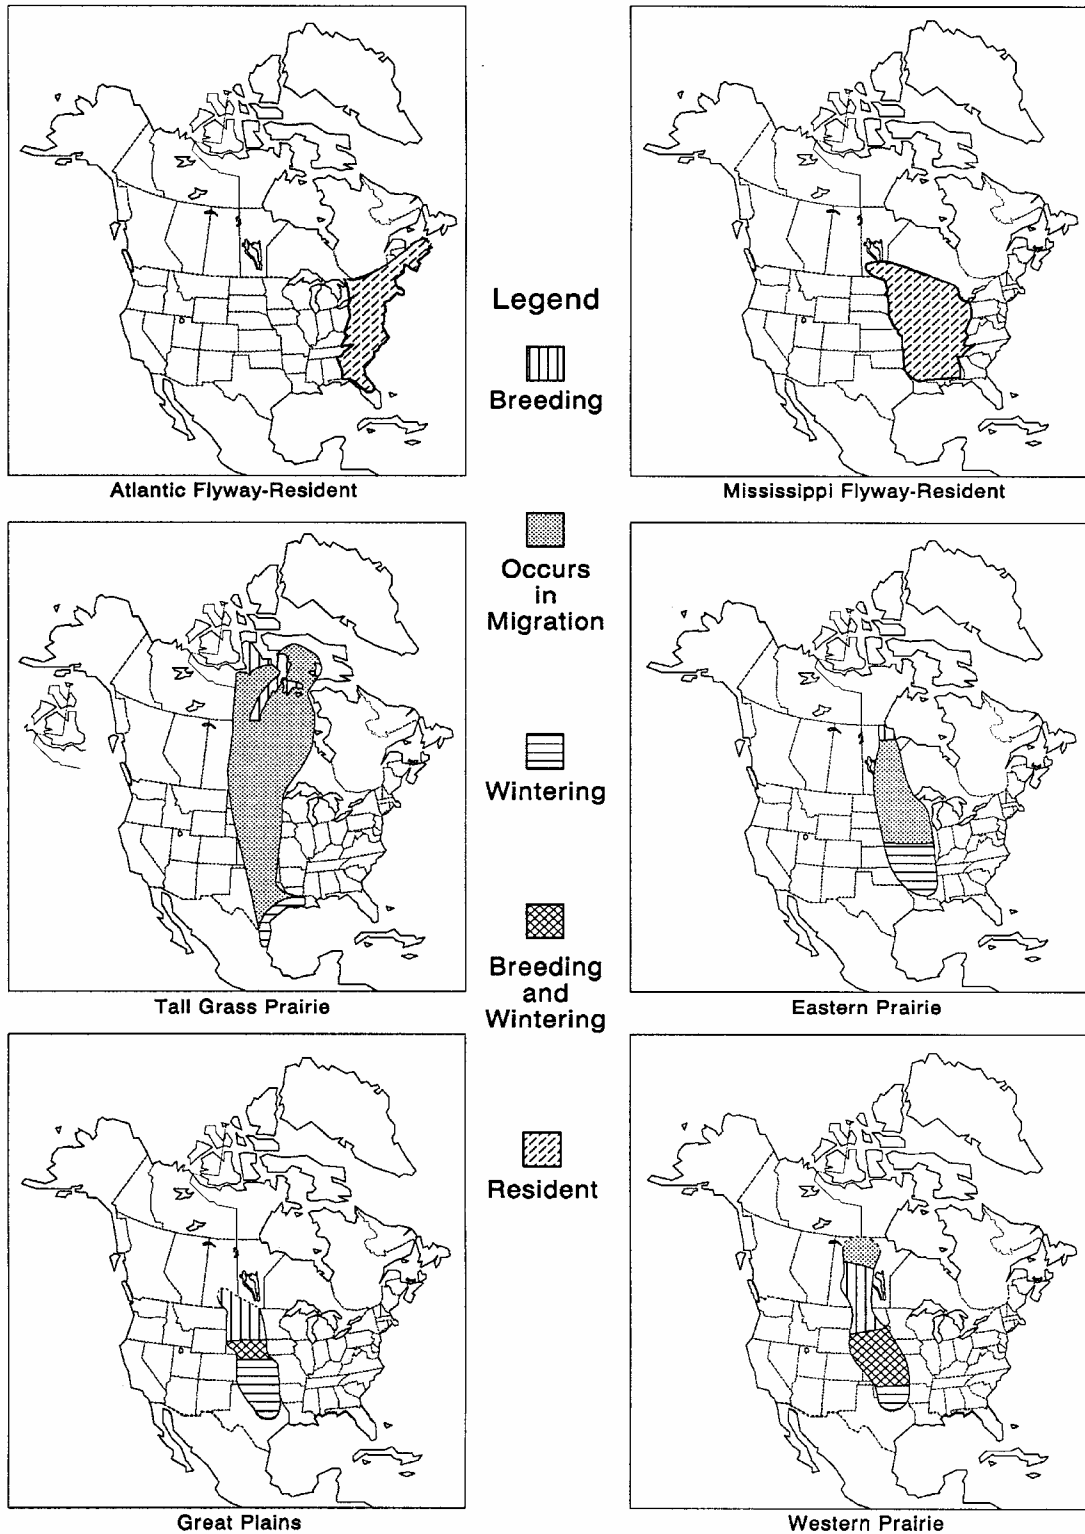 Legend
Breeding
Atlantic Flyway-Resident
Mississippi Flyway-Resident
Occurs
in
Migration
Wintering
Breeding
and
Wintering
Tall Grass Prairie
Eastern Prairie
Resident
Great Plains
Western Prairie